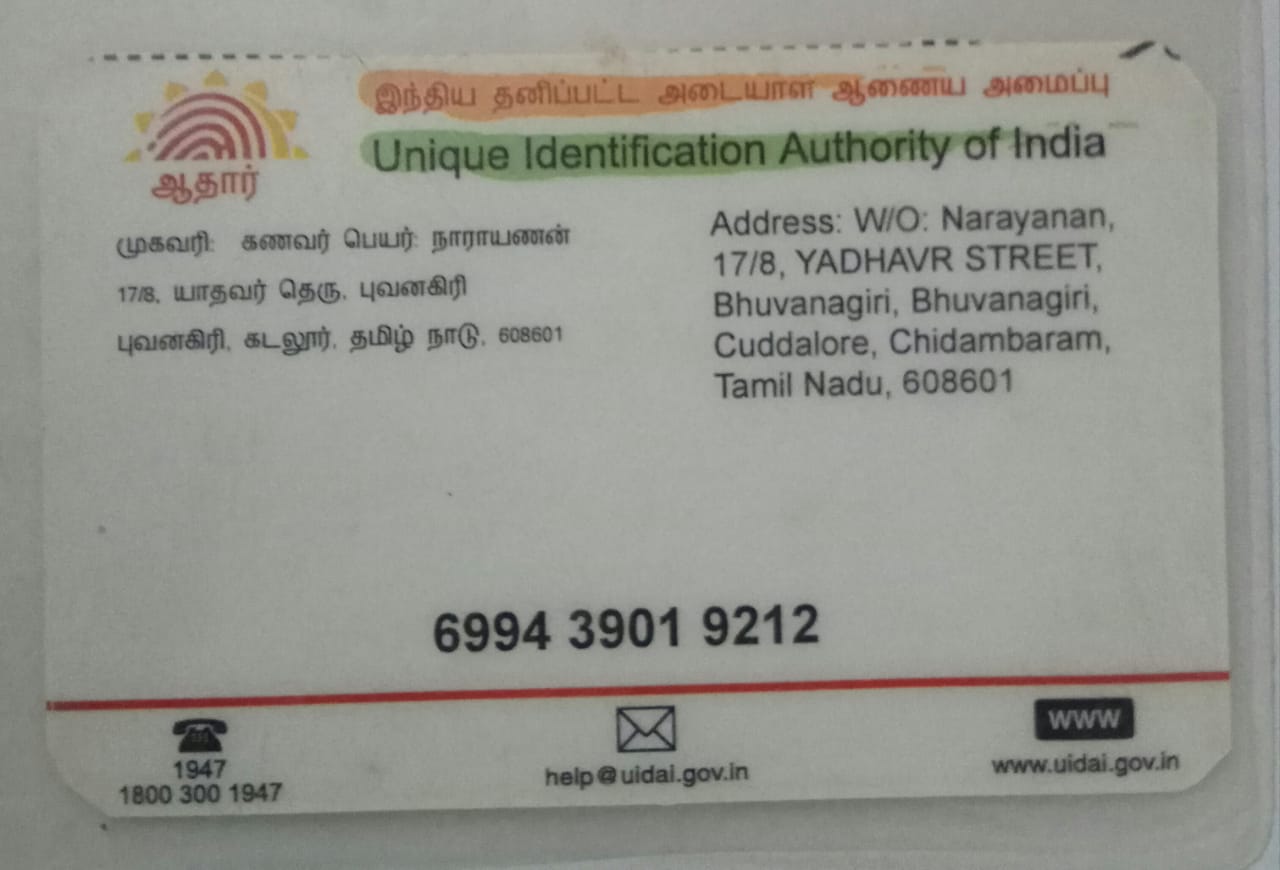 இந்திய தனிப்பட்ட அடையாள ஆணைய அமைப்பு
Unique Identification Authority of India
ஆதார்
முகவரி: கணவர் பெயர்: நாராயணன்
17/8, யாதவர் தெரு, புவனகிரி
புவனகிரி, கடலூர், தமிழ் நாடு, 608601
Address: W/O: Narayanan,
17/8, YADHAVR STREET,
Bhuvanagiri, Bhuvanagiri,
Cuddalore, Chidambaram,
Tamil Nadu, 608601
6994 3901 9212
1947
1800 300 1947
help@uidai.gov.in
www
www.uidai.gov.in